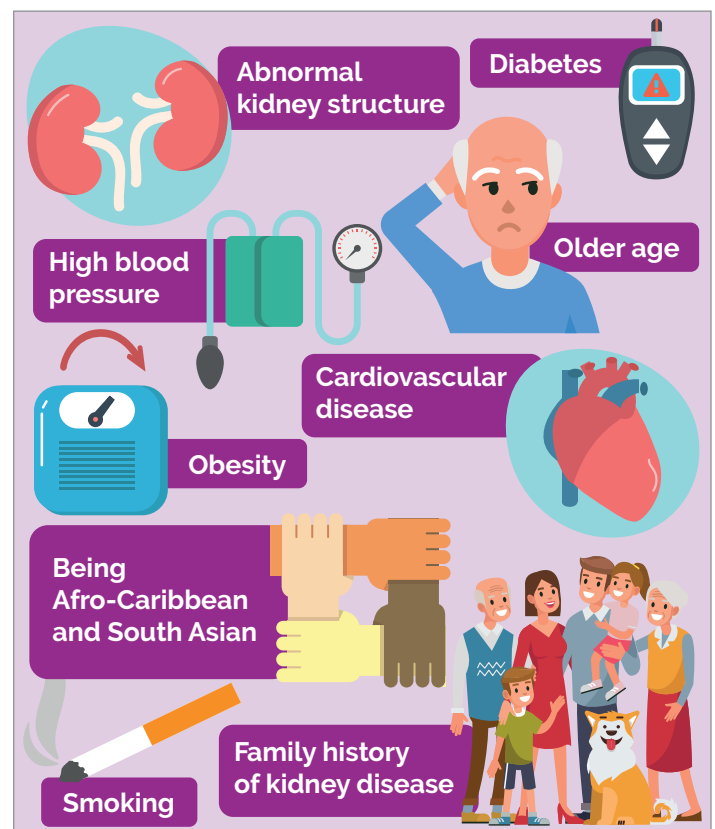 Abnormal
kidney structure
Diabetes
Older age
High blood
pressure
Cardiovascular
disease
Obesity
Being
Afro-Caribbean
and South Asian
Family history
of kidney disease
Smoking